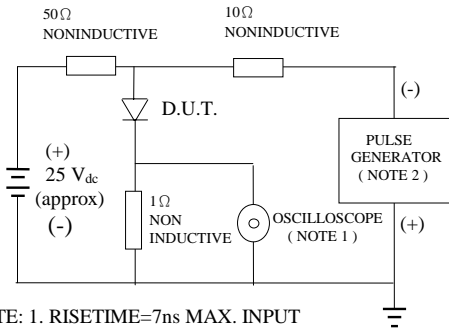 50Ω
NONINDUCTIVE
10Ω
NONINDUCTIVE
(-)
D.U.T.
PULSE
GENERATOR
( NOTE 2 )
(+)
25 Vdc
(approx)
(-)
1Ω
NON
INDUCTIVE
OSCILLOSCOPE
( NOTE 1 )
(+)
TE: 1. RISETIME=7ns MAX. INPUT